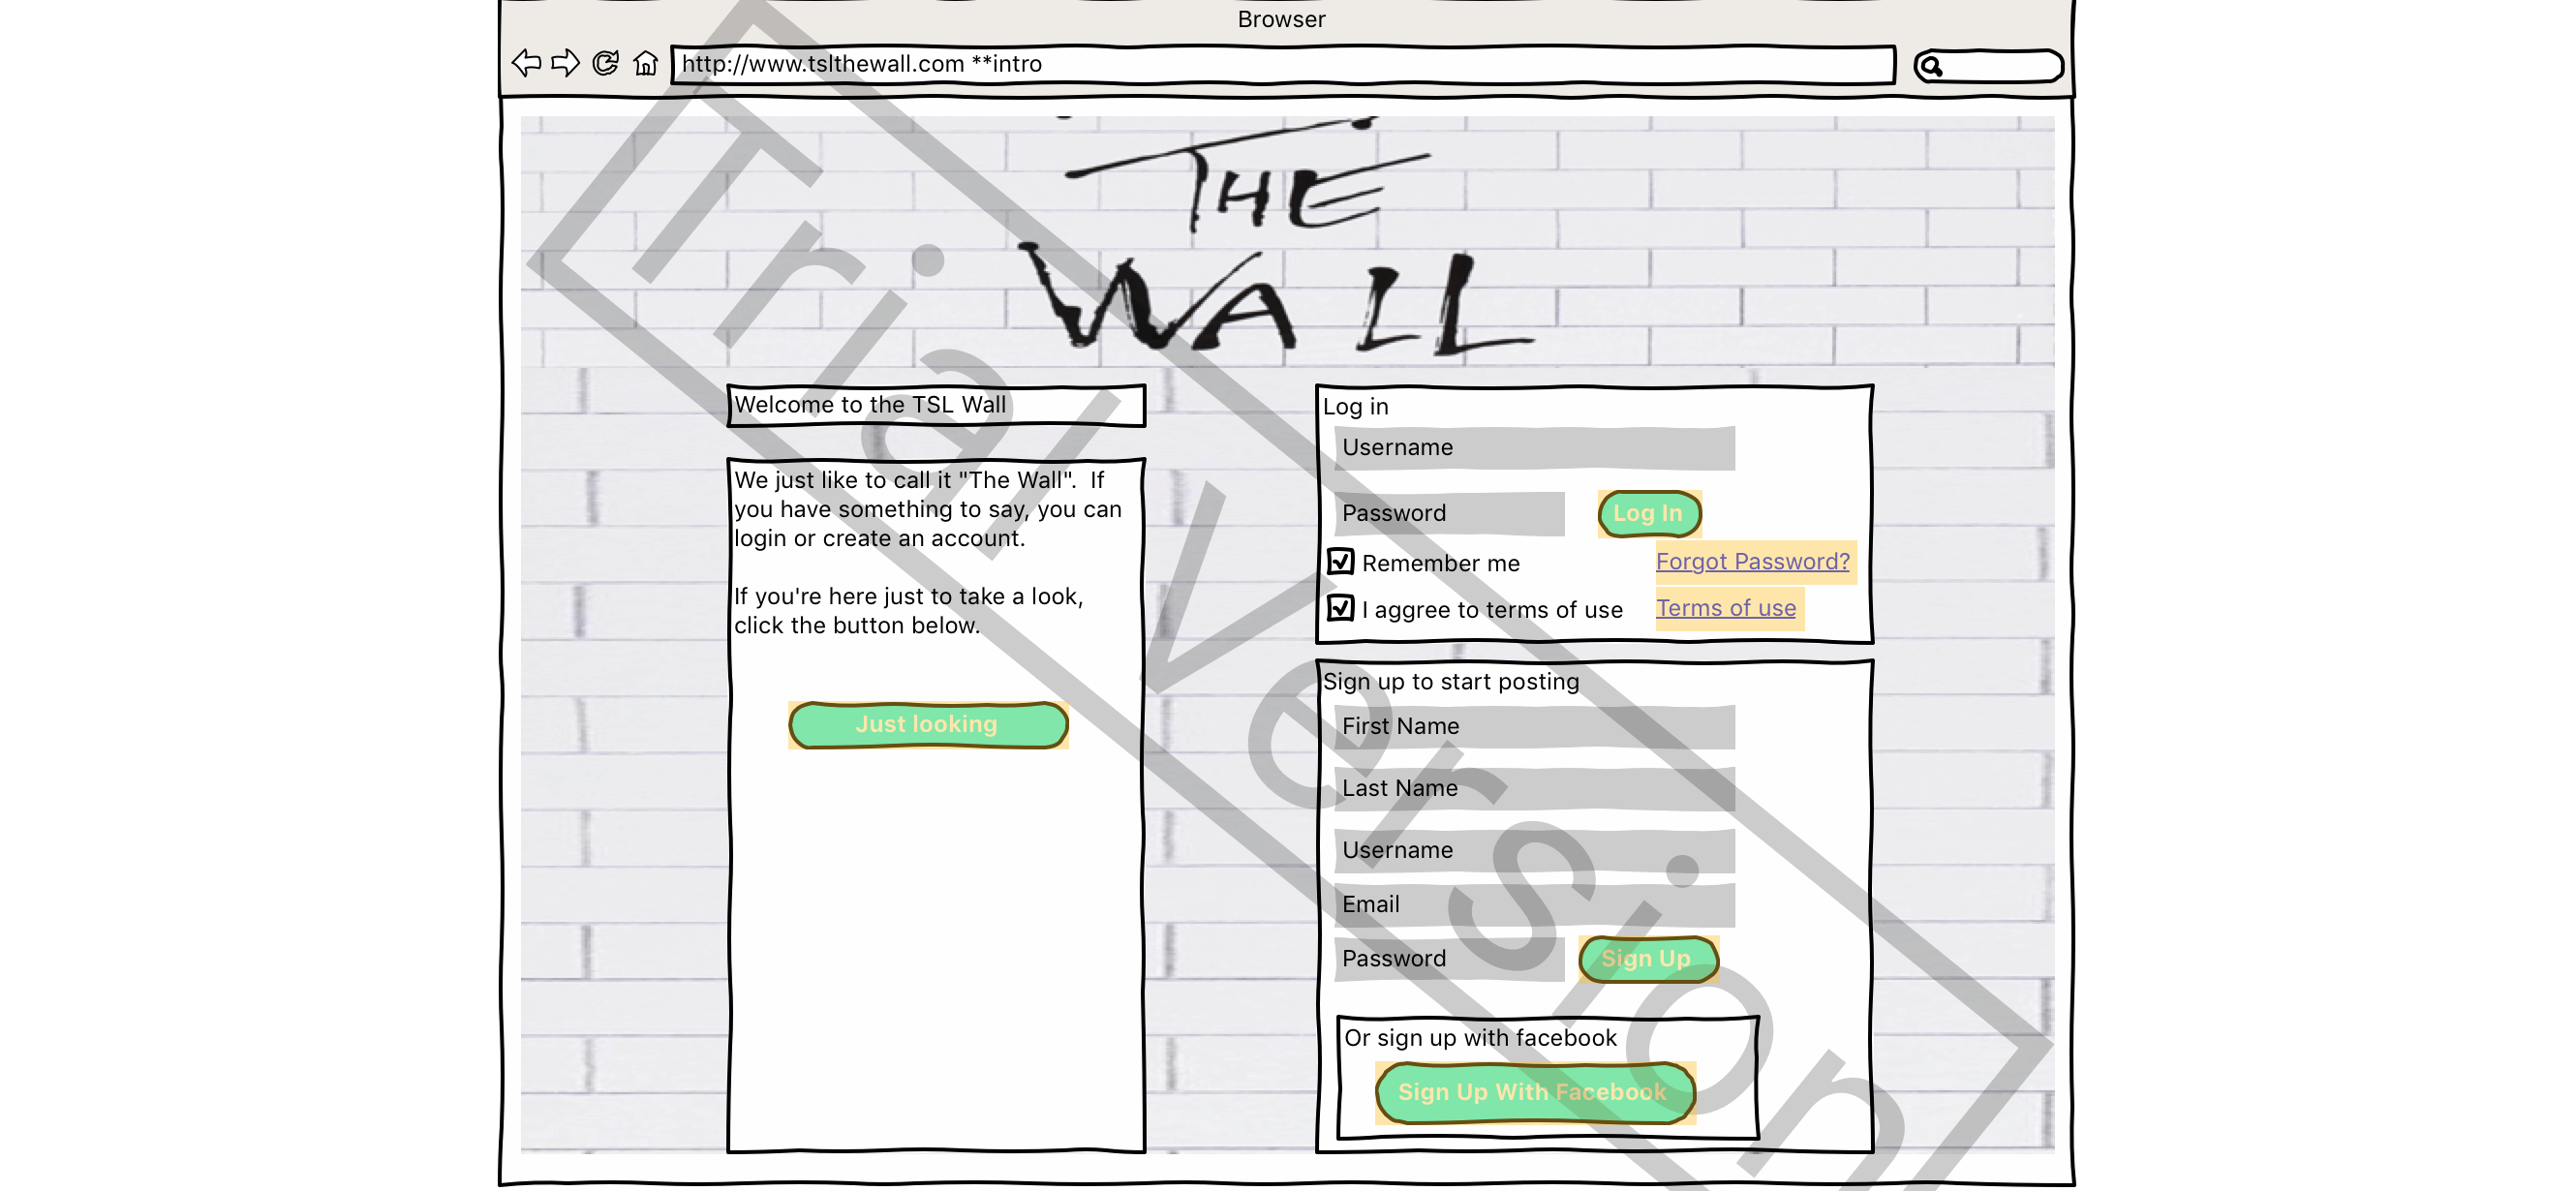 Browser
http://www.tslthewall.com **intro
THE
WALL
Welcome to the TSL Wall
We just like to call it "The Wall".  If
you have something to say, you can
login or create an account.
If you're here just to take a look,
click the button below.
Just looking
Log in
Username
Password
Log In
Remember me
Forgot Password?
I aggree to terms of use
Terms of use
Sign up to start posting
First Name
Last Name
Username
Email
Password
Sign Up
Or sign up with facebook
Sign Up With Facebook
Trial Version